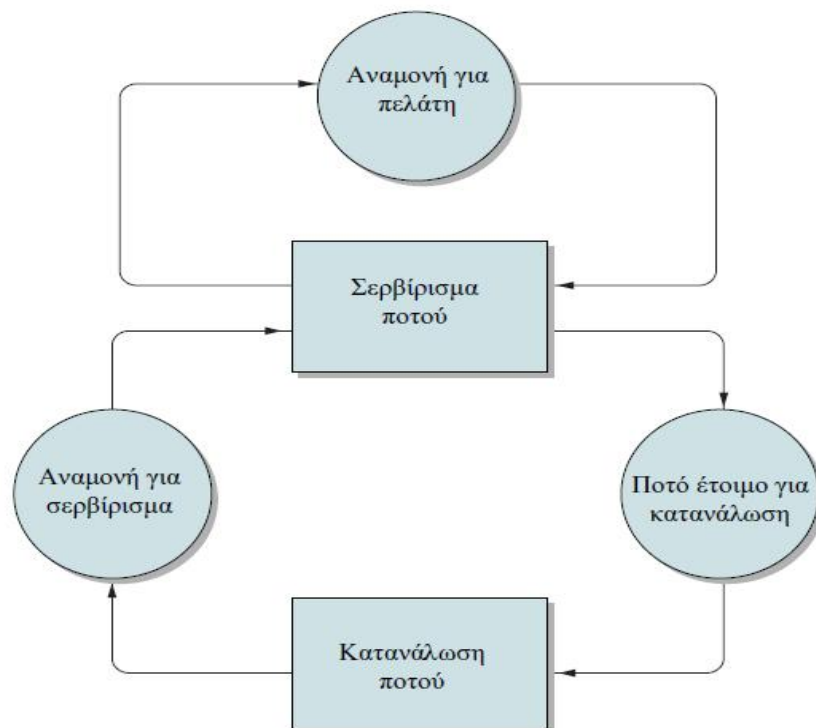 Αναμονή για
πελάτη
Σερβίρισμα
ποτού
Αναμονή για
σερβίρισμα
Ποτό έτοιμο για
κατανάλωση
Κατανάλωση
ποτού